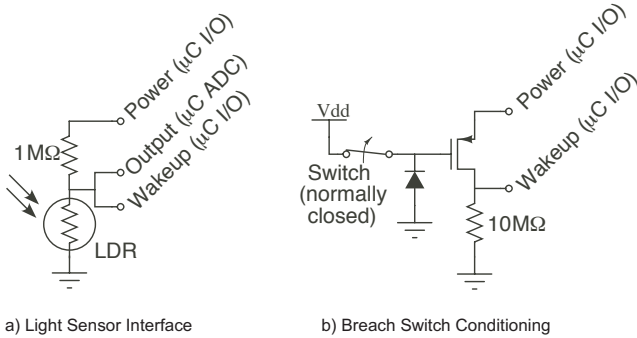 Power (μC I/O)
Output (μC ADC)
Wakeup (μC I/O)
1MΩ
LDR
a) Light Sensor Interface
Vdd
Switch
(normally
closed)
Power (μC I/O)
Wakeup (μC I/O)
10MΩ
b) Breach Switch Conditioning